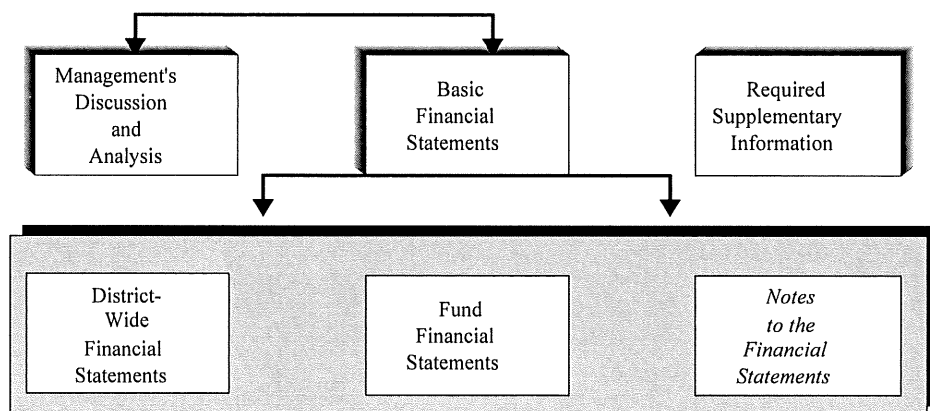 Management's
Discussion
and
Analysis
Basic
Financial
Statements
Required
Supplementary
Information
District-
Wide
Financial
Statements
Fund
Financial
Statements
Notes
to the
Financial
Statements